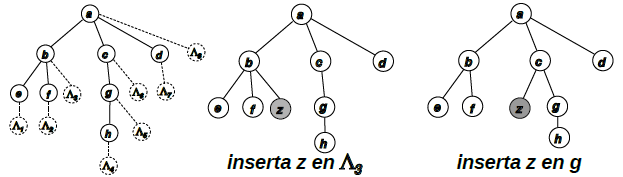 a
b c d Λ₈
e f Λ₃ g Λ₆ Λ₇
Λ₁ Λ₂ h Λ₅
Λ₄
a
b c d
e f z g
h
inserta z en Λ₃
a
b c d
e f z g
h
inserta z en g